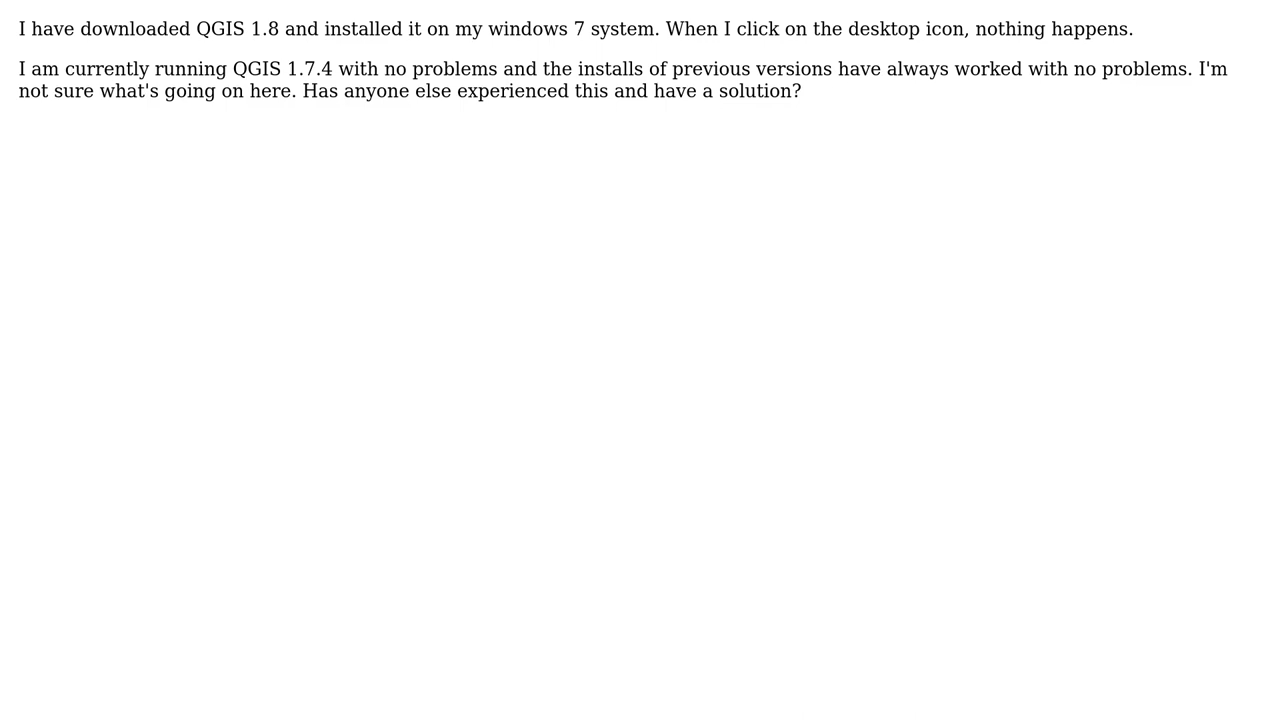 I have downloaded QGIS 1.8 and installed it on my windows 7 system. When I click on the desktop icon, nothing happens.
I am currently running QGIS 1.7.4 with no problems and the installs of previous versions have always worked with no problems. I'm
not sure what's going on here. Has anyone else experienced this and have a solution?